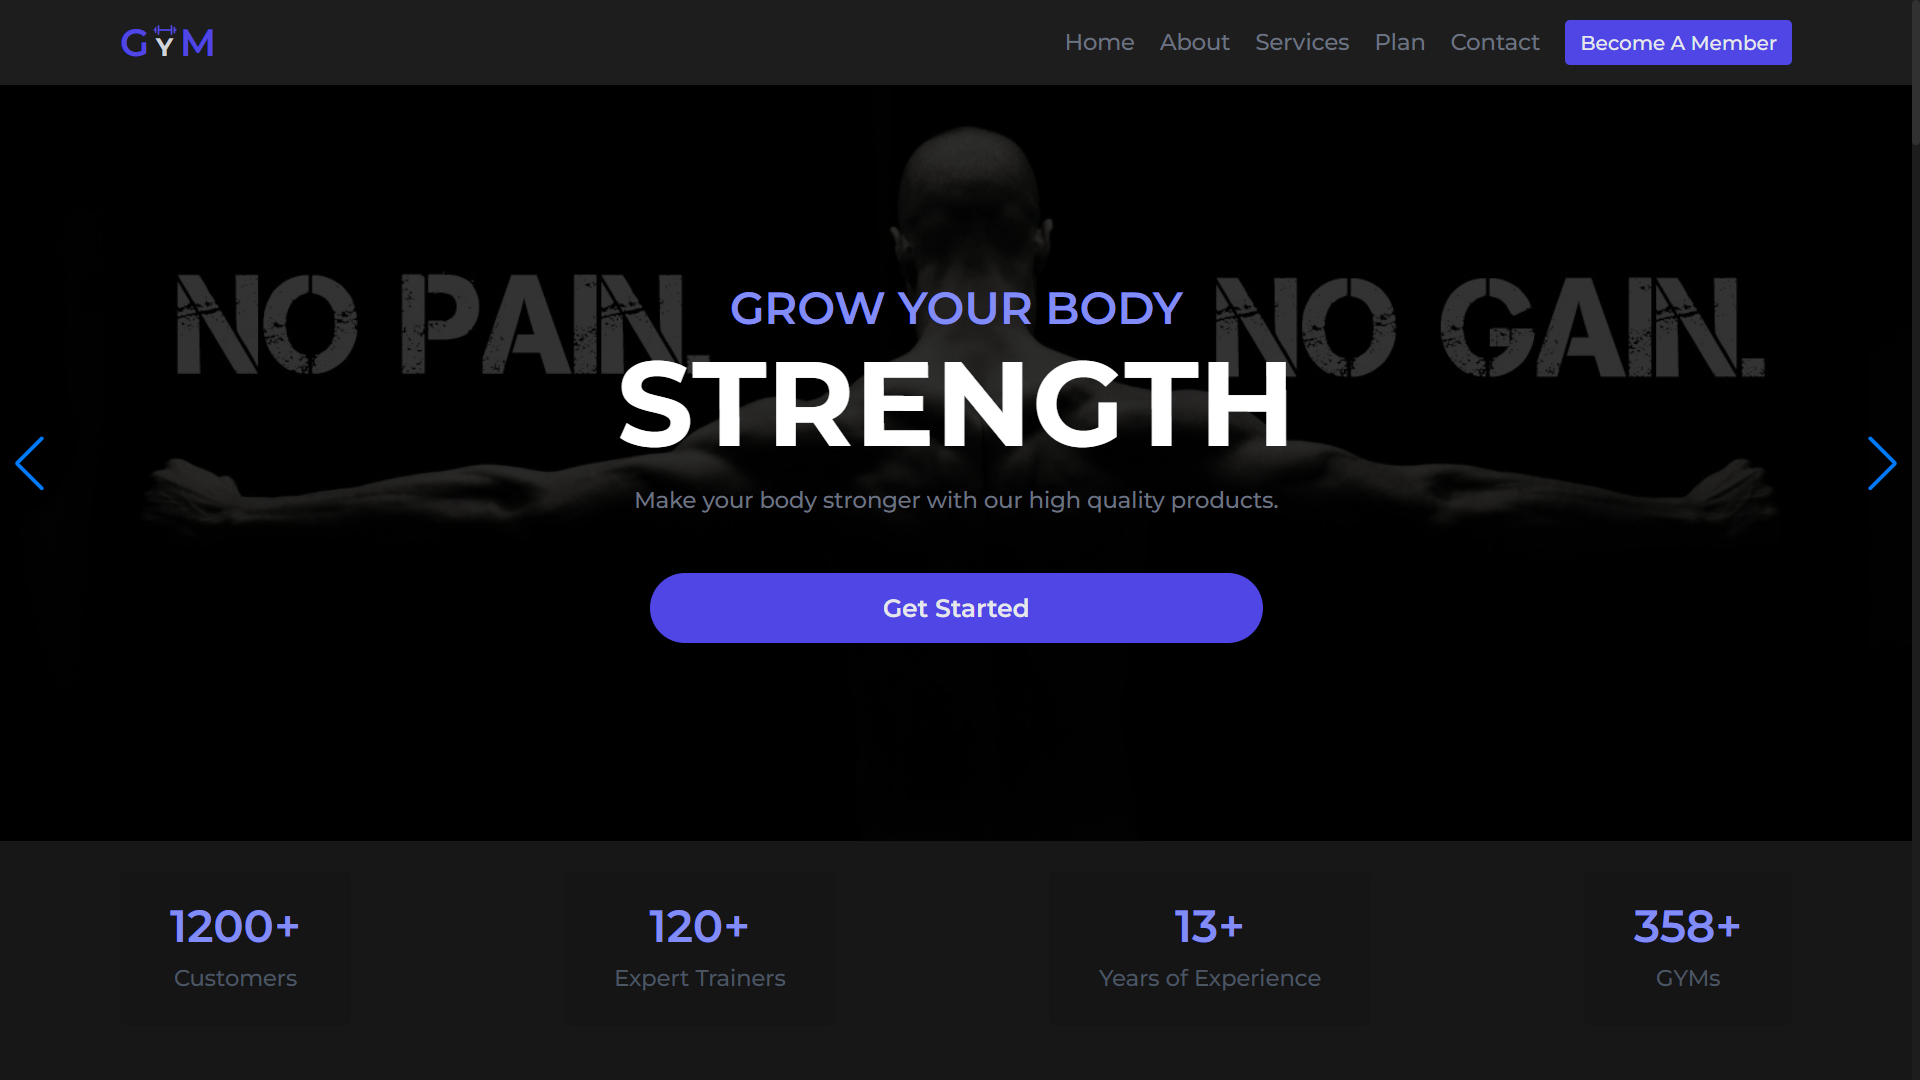 GYM
Home About Services Plan Contact Become A Member
NO PAIN. NO GAIN.
GROW YOUR BODY
STRENGTH
Make your body stronger with our high quality products.
Get Started
1200+ 120+ 13+ 358+
Customers Expert Trainers Years of Experience GYMs